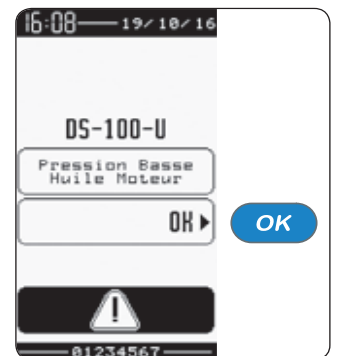 16:08 19/10/16
DS-100-U
Pression Basse
Huile Moteur
OK OK
01234567